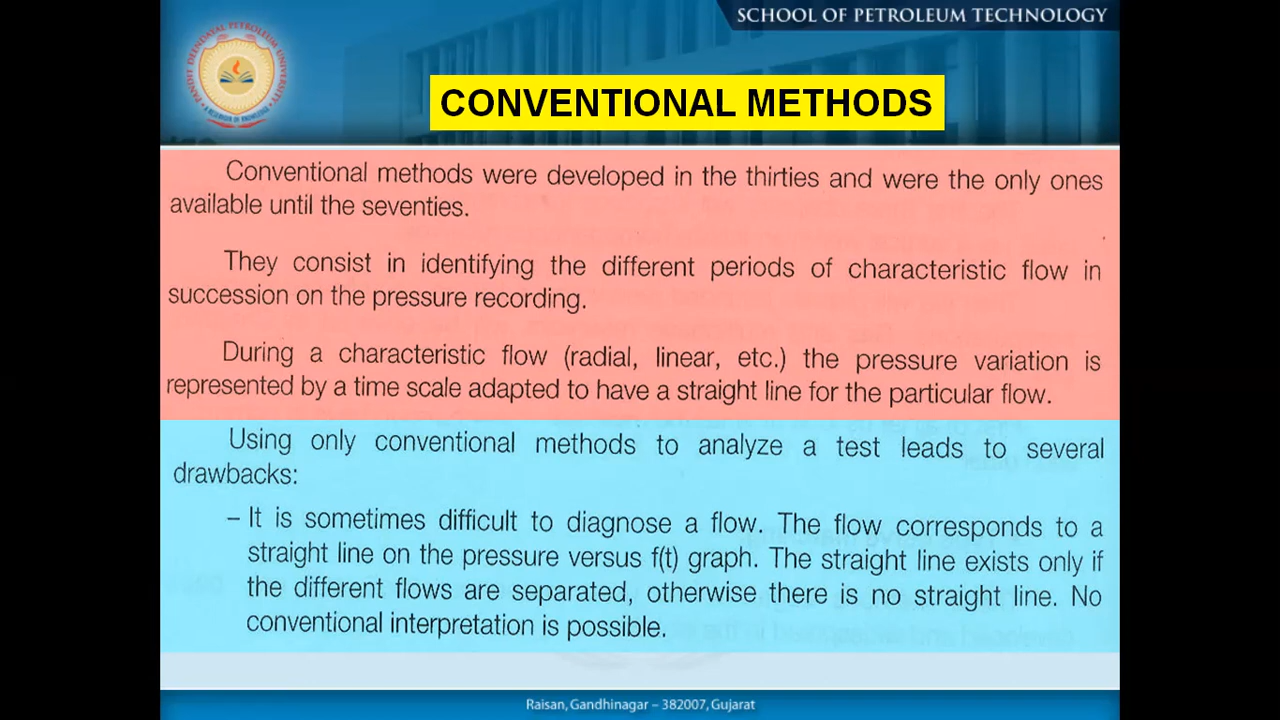 SCHOOL OF PETROLEUM TECHNOLOGY
PANDIT DEENDAYAL PETROLEUM UNIVERSITY
CONVENTIONAL METHODS
Conventional methods were developed in the thirties and were the only ones
available until the seventies.
They consist in identifying the different periods of characteristic flow in
succession on the pressure recording.
During a characteristic flow (radial, linear, etc.) the pressure variation is
represented by a time scale adapted to have a straight line for the particular flow.
Using only conventional methods to analyze a test leads to several
drawbacks:
– It is sometimes difficult to diagnose a flow. The flow corresponds to a
straight line on the pressure versus f(t) graph. The straight line exists only if
the different flows are separated, otherwise there is no straight line. No
conventional interpretation is possible.
Raisan, Gandhinagar – 382007, Gujarat